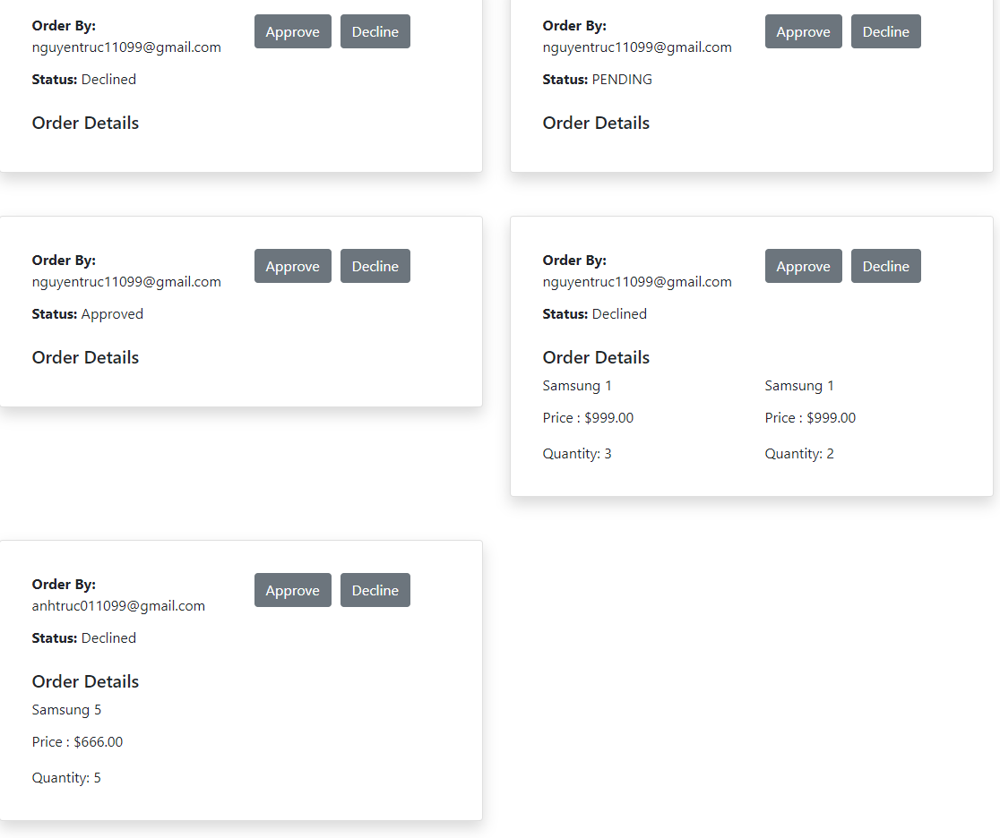 Order By:
nguyentruc11099@gmail.com
Approve
Decline
Status: Declined
Order Details
Order By:
nguyentruc11099@gmail.com
Approve
Decline
Status: PENDING
Order Details
Order By:
nguyentruc11099@gmail.com
Approve
Decline
Status: Approved
Order Details
Order By:
nguyentruc11099@gmail.com
Approve
Decline
Status: Declined
Order Details
Samsung 1
Price : $999.00
Quantity: 3
Samsung 1
Price : $999.00
Quantity: 2
Order By:
anhtruc011099@gmail.com
Approve
Decline
Status: Declined
Order Details
Samsung 5
Price : $666.00
Quantity: 5